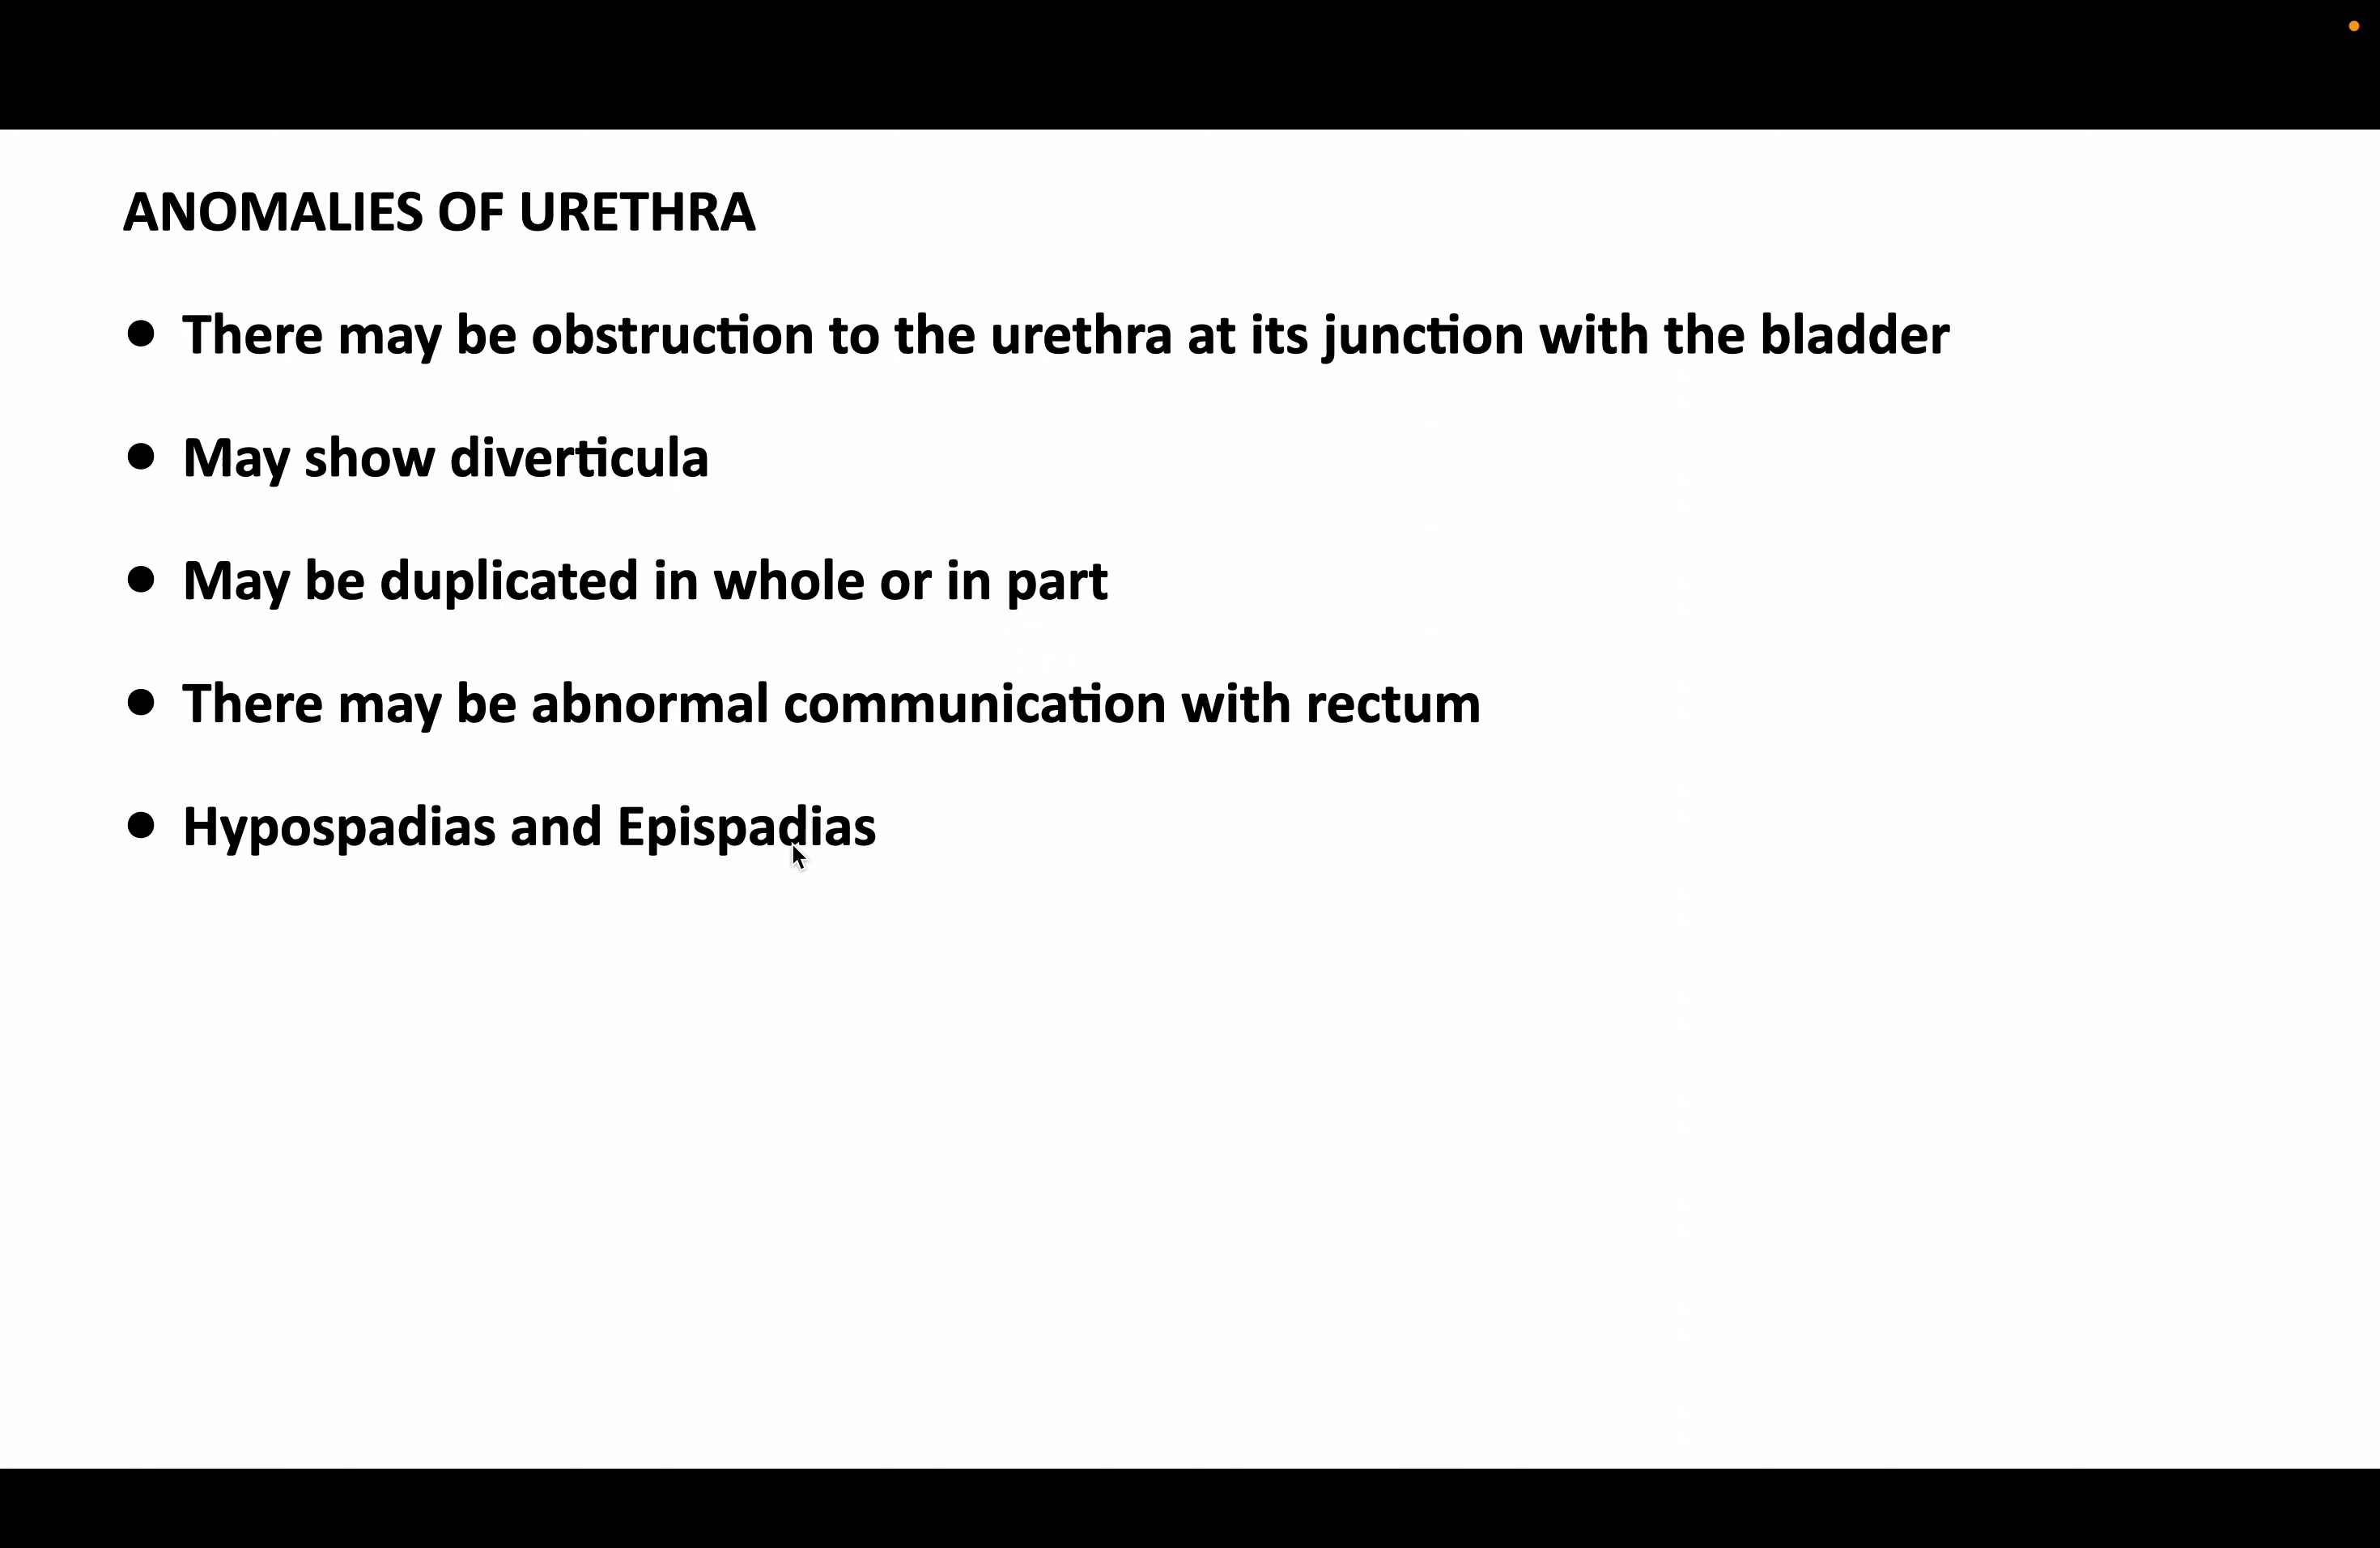 ANOMALIES OF URETHRA
● There may be obstruction to the urethra at its junction with the bladder
● May show diverticula
● May be duplicated in whole or in part
● There may be abnormal communication with rectum
● Hypospadias and Epispadias